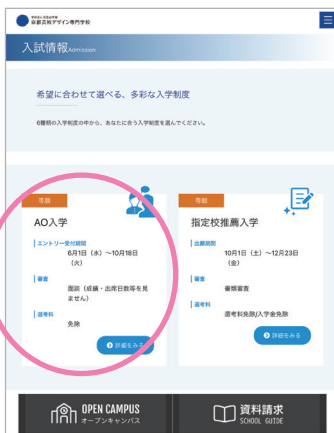 京都芸術デザイン専門学校
入試情報Admission
希望に合わせて選べる、多彩な入学制度
6種類の入学制度の中から、あなたに合う入学制度を選んでください。
専願
AO入学
エントリー受付期間
6月1日（水）〜10月18日
（火）
審査
面談（成績・出席日数等を見
ません）
選考料
免除
詳細をみる
専願
指定校推薦入学
出願期間
10月1日（土）〜12月23日
（金）
審査
書類審査
選考料
選考料免除/入学金免除
詳細をみる
OPEN CAMPUS
オープンキャンパス
資料請求
SCHOOL GUIDE